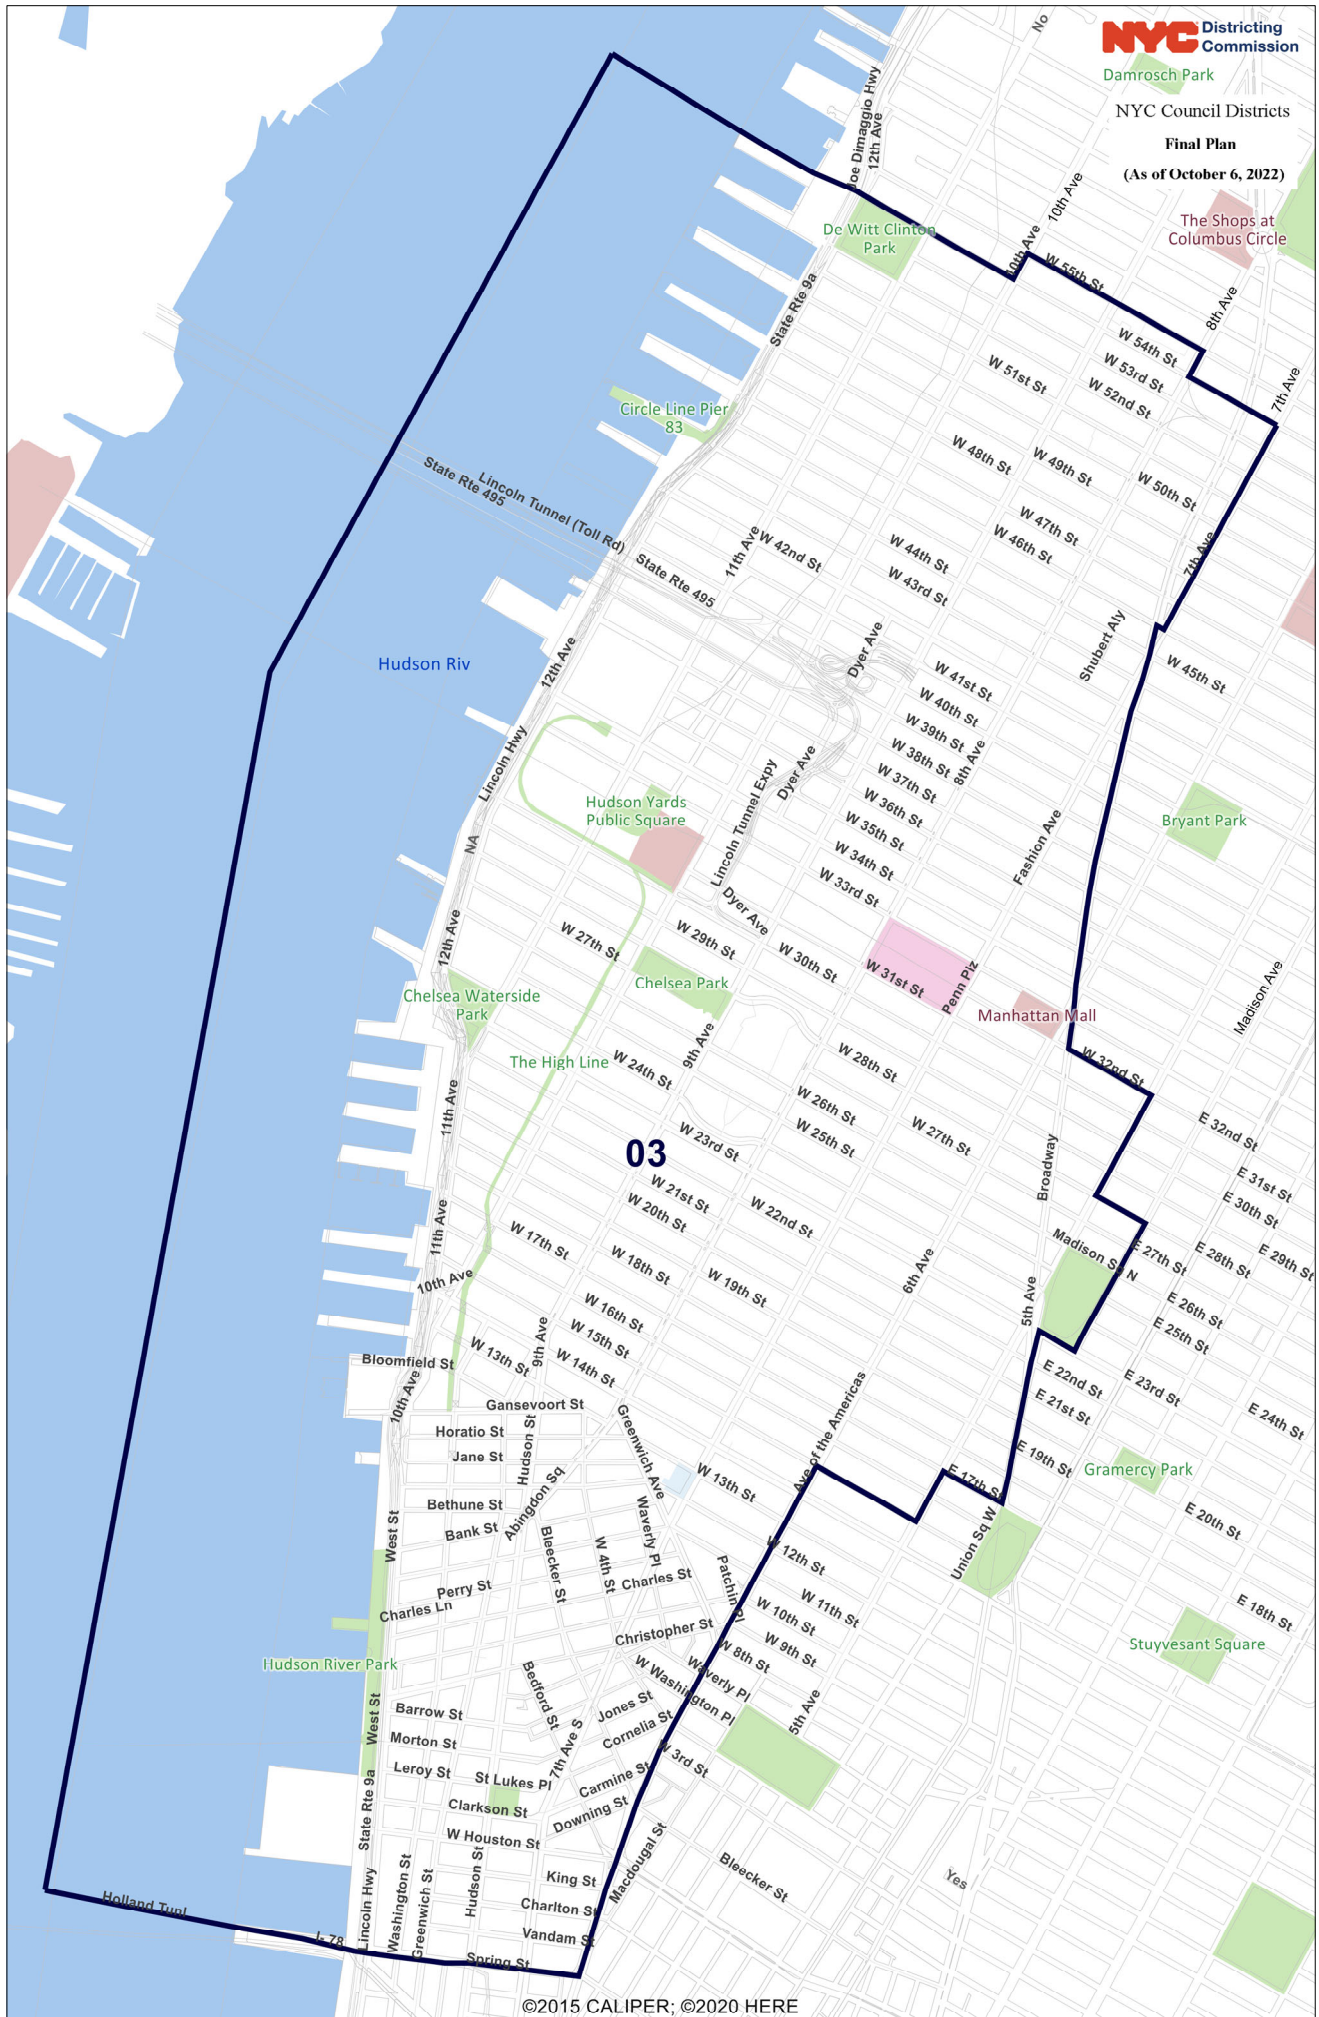 NYC Districting
Commission
NYC Council Districts
Final Plan
(As of October 6, 2022)
No
Damrosch Park
Joe Dimaggio Hwy
12th Ave
De Witt Clinton
Park
10th Ave
10th Ave
The Shops at
Columbus Circle
W 55th St
8th Ave
State Rte 9a
W 54th St
W 53rd St
W 52nd St
W 51st St
7th Ave
Circle Line Pier
83
W 48th St
W 49th St
W 50th St
State Rte 495
Lincoln Tunnel (Toll Rd)
State Rte 495
11th Ave
W 42nd St
W 44th St
W 43rd St
W 47th St
W 46th St
7th Ave
Hudson Riv
12th Ave
Dyer Ave
Shubert Aly
W 45th St
W 41st St
W 40th St
W 39th St
W 38th St
W 37th St
W 36th St
W 35th St
W 34th St
W 33rd St
8th Ave
Lincoln Hwy
NA
Hudson Yards
Public Square
Lincoln Tunnel Expy
Dyer Ave
Fashion Ave
Bryant Park
Dyer Ave
12th Ave
W 27th St
W 29th St
W 30th St
W 31st St
Penn Plz
Chelsea Park
Chelsea Waterside
Park
Manhattan Mall
Madison Ave
The High Line
9th Ave
W 24th St
W 28th St
W 32nd St
11th Ave
W 26th St
W 25th St
W 27th St
E 32nd St
03
W 23rd St
Broadway
E 31st St
E 30th St
W 21st St
W 20th St
W 22nd St
11th Ave
W 17th St
W 18th St
W 19th St
6th Ave
Madison Sq N
E 27th St
E 28th St
E 29th St
10th Ave
5th Ave
E 26th St
E 25th St
W 16th St
W 15th St
W 14th St
9th Ave
W 13th St
Bloomfield St
10th Ave
E 22nd St
E 23rd St
E 21st St
E 24th St
Gansevoort St
Horatio St
Jane St
Hudson St
Greenwich Ave
Ave of the Americas
W 13th St
E 17th St
E 19th St
Gramercy Park
E 20th St
Bethune St
Bank St
Abingdon Sq
West St
Waverly Pl
W 4th St
Bleecker St
Union Sq W
W 12th St
Patchin Pl
Perry St
Charles St
Charles Ln
W 11th St
W 10th St
W 9th St
W 8th St
E 18th St
Stuyvesant Square
Christopher St
Hudson River Park
W Washington Pl
Waverly Pl
5th Ave
Bedford St
Jones St
Cornelia St
West St
Barrow St
Morton St
Leroy St
St Lukes Pl
7th Ave S
W 3rd St
Carmine St
Downing St
Clarkson St
State Rte 9a
W Houston St
Macdougal St
Bleecker St
Yes
King St
Charlton St
Vandam St
Hudson St
Washington St
Greenwich St
Lincoln Hwy
Holland Tunl
I- 78
Spring St
©2015 CALIPER; ©2020 HERE